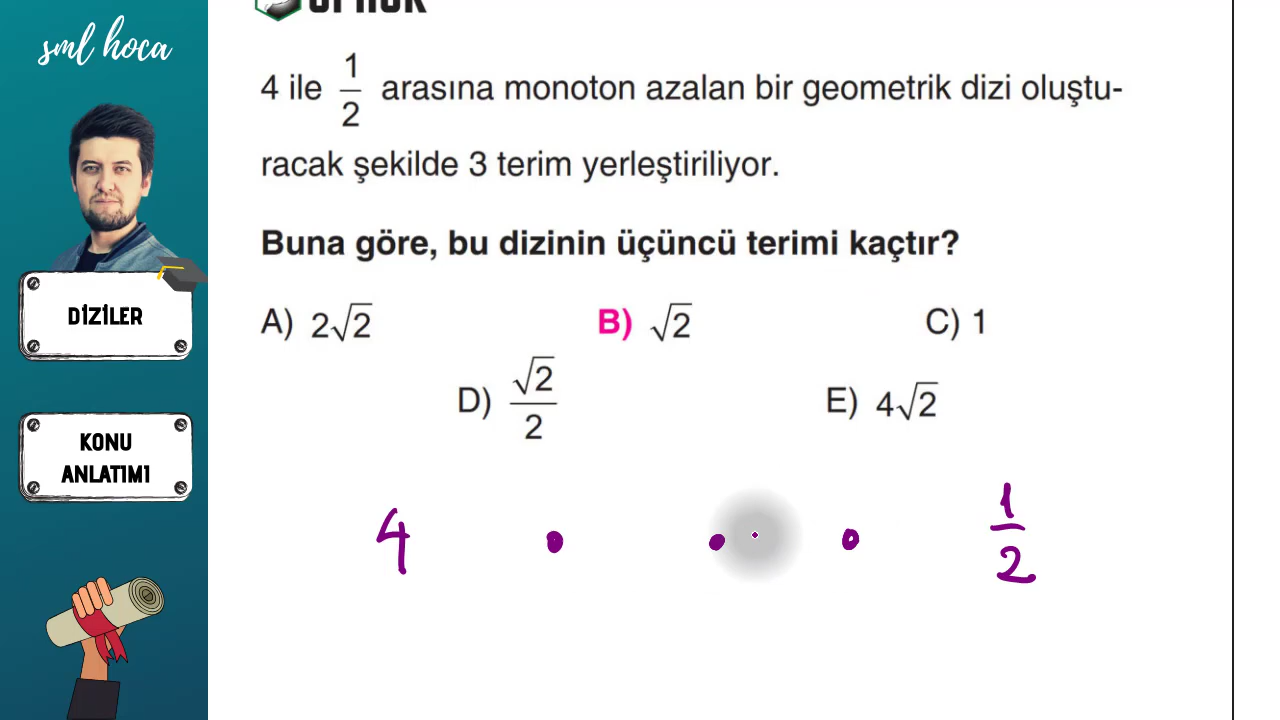 sml hoca
4 ile 1/2 arasına monoton azalan bir geometrik dizi oluştu-
racak şekilde 3 terim yerleştiriliyor.
Buna göre, bu dizinin üçüncü terimi kaçtır?
A) 2√2 B) √2 C) 1
D) √2/2 E) 4√2
4 • • • 1/2
DİZİLER
KONU
ANLATIMI